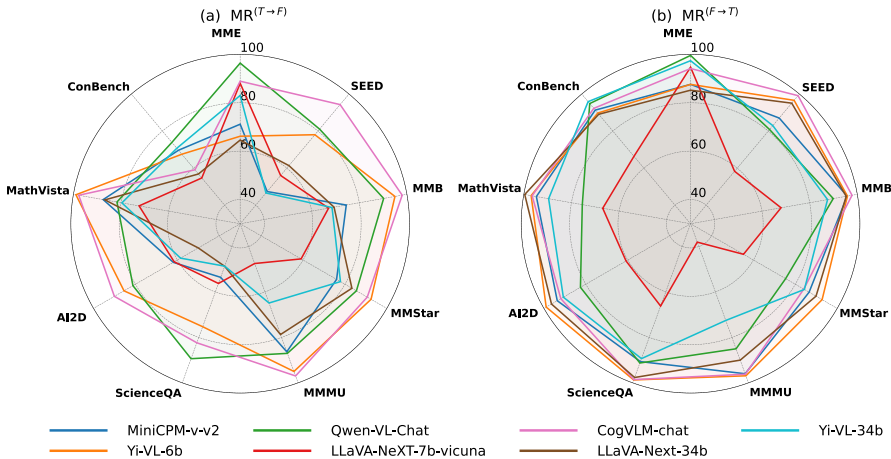 (a) MR(T→F)
(b) MR(F→T)
MME
100
80
60
40
SEED
MMB
MMStar
MMMU
ScienceQA
AI2D
MathVista
ConBench
MME
100
80
60
40
SEED
MMB
MMStar
MMMU
ScienceQA
AI2D
MathVista
ConBench
MiniCPM-v-v2
Qwen-VL-Chat
CogVLM-chat
Yi-VL-34b
Yi-VL-6b
LLaVA-NeXT-7b-vicuna
LLaVA-Next-34b